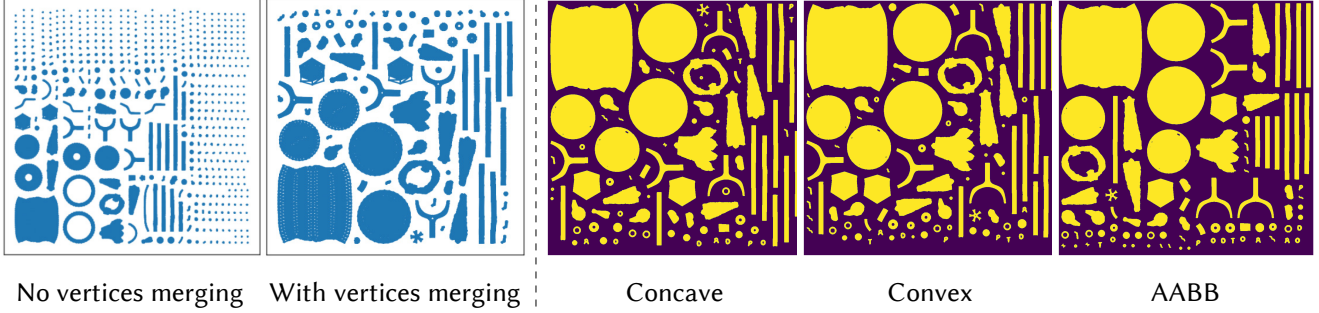 No vertices merging
With vertices merging
Concave
Convex
AABB